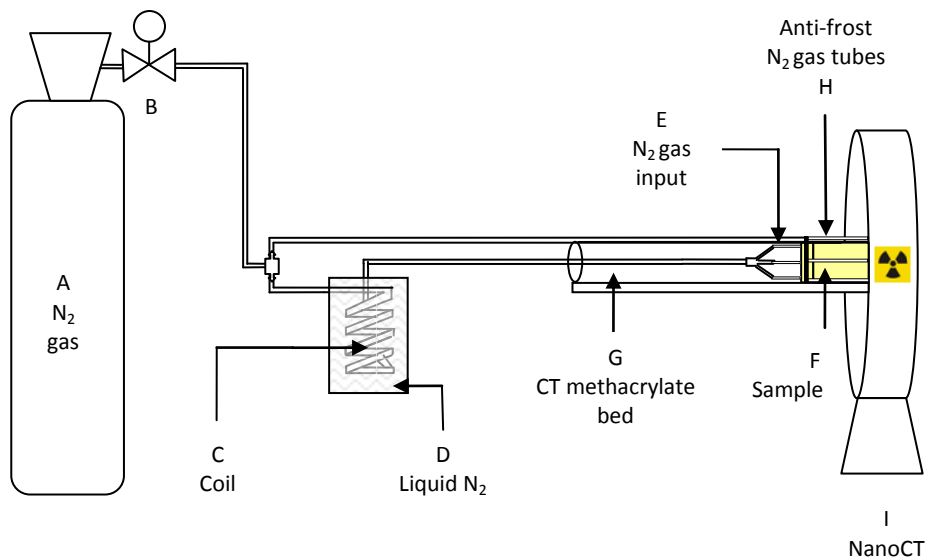 A
N₂
gas
B
C
Coil
D
Liquid N₂
E
N₂ gas
input
Anti-frost
N₂ gas tubes
H
G
CT methacrylate
bed
F
Sample
I
NanoCT